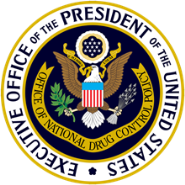 EXECUTIVE OFFICE OF THE PRESIDENT OF THE UNITED STATES
OFFICE OF NATIONAL DRUG CONTROL POLICY